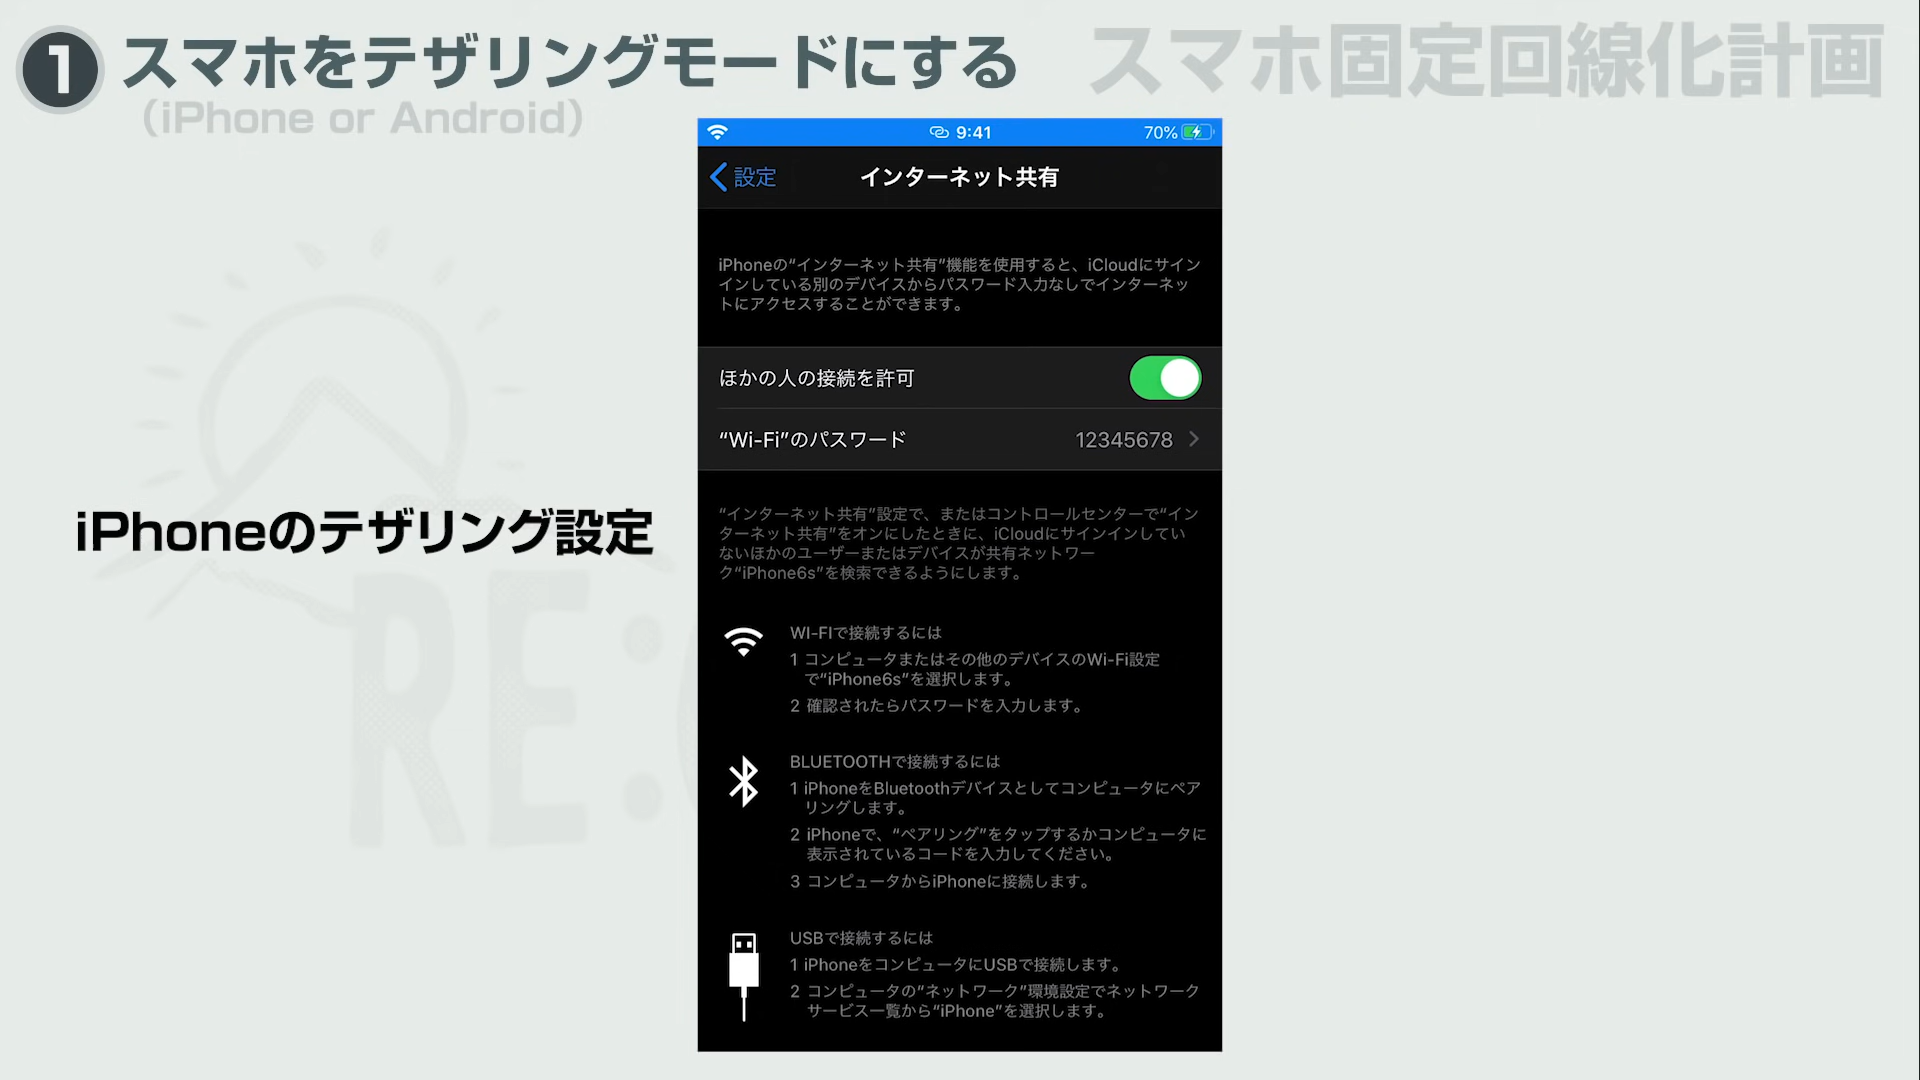 1 スマホをテザリングモードにする
(iPhone or Android)
スマホ固定回線化計画
9:41
70%
設定
インターネット共有
iPhoneの“インターネット共有”機能を使用すると、iCloudにサイン
インしている別のデバイスからパスワード入力なしでインターネッ
トにアクセスすることができます。
ほかの人の接続を許可
“Wi-Fi”のパスワード 12345678
“インターネット共有”設定で、またはコントロールセンターで“イン
ターネット共有”をオンにしたときに、iCloudにサインインしてい
ないほかのユーザーまたはデバイスが共有ネットワー
ク“iPhone6s”を検索できるようにします。
iPhoneのテザリング設定
WI-FIで接続するには
1 コンピュータまたはその他のデバイスのWi-Fi設定
で“iPhone6s”を選択します。
2 確認されたらパスワードを入力します。
BLUETOOTHで接続するには
1 iPhoneをBluetoothデバイスとしてコンピュータにペア
リングします。
2 iPhoneで、“ペアリング”をタップするかコンピュータに
表示されているコードを入力してください。
3 コンピュータからiPhoneに接続します。
USBで接続するには
1 iPhoneをコンピュータにUSBで接続します。
2 コンピュータの“ネットワーク”環境設定でネットワーク
サービス一覧から“iPhone”を選択します。
RE: